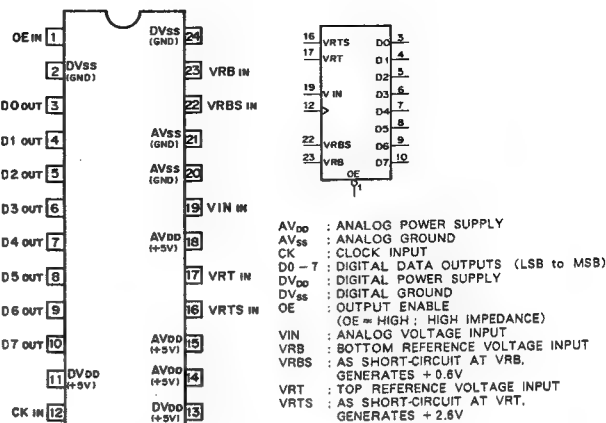 OE IN 1
2 DVSS (GND)
D0 OUT 3
D1 OUT 4
D2 OUT 5
D3 OUT 6
D4 OUT 7
D5 OUT 8
D6 OUT 9
D7 OUT 10
11 DVDD (+5V)
CK IN 12
DVSS (GND) 24
23 VRB IN
22 VRBS IN
AVSS (GND) 21
AVSS (GND) 20
19 VIN IN
AVDD (+5V) 18
17 VRT IN
16 VRTS IN
AVDD (+5V) 15
AVDD (+5V) 14
DVDD (+5V) 13
16 VRTS D0 3
17 VRT D1 4
D2 5
19 V IN D3 6
12 D4 7
D5 8
22 VRBS D6 9
23 VRB D7 10
OE
1
AVDD : ANALOG POWER SUPPLY
AVSS : ANALOG GROUND
CK : CLOCK INPUT
D0 – 7 : DIGITAL DATA OUTPUTS (LSB to MSB)
DVDD : DIGITAL POWER SUPPLY
DVSS : DIGITAL GROUND
OE : OUTPUT ENABLE
(OE = HIGH ; HIGH IMPEDANCE)
VIN : ANALOG VOLTAGE INPUT
VRB : BOTTOM REFERENCE VOLTAGE INPUT
VRBS : AS SHORT-CIRCUIT AT VRB,
GENERATES +0.6V
VRT : TOP REFERENCE VOLTAGE INPUT
VRTS : AS SHORT-CIRCUIT AT VRT,
GENERATES +2.6V